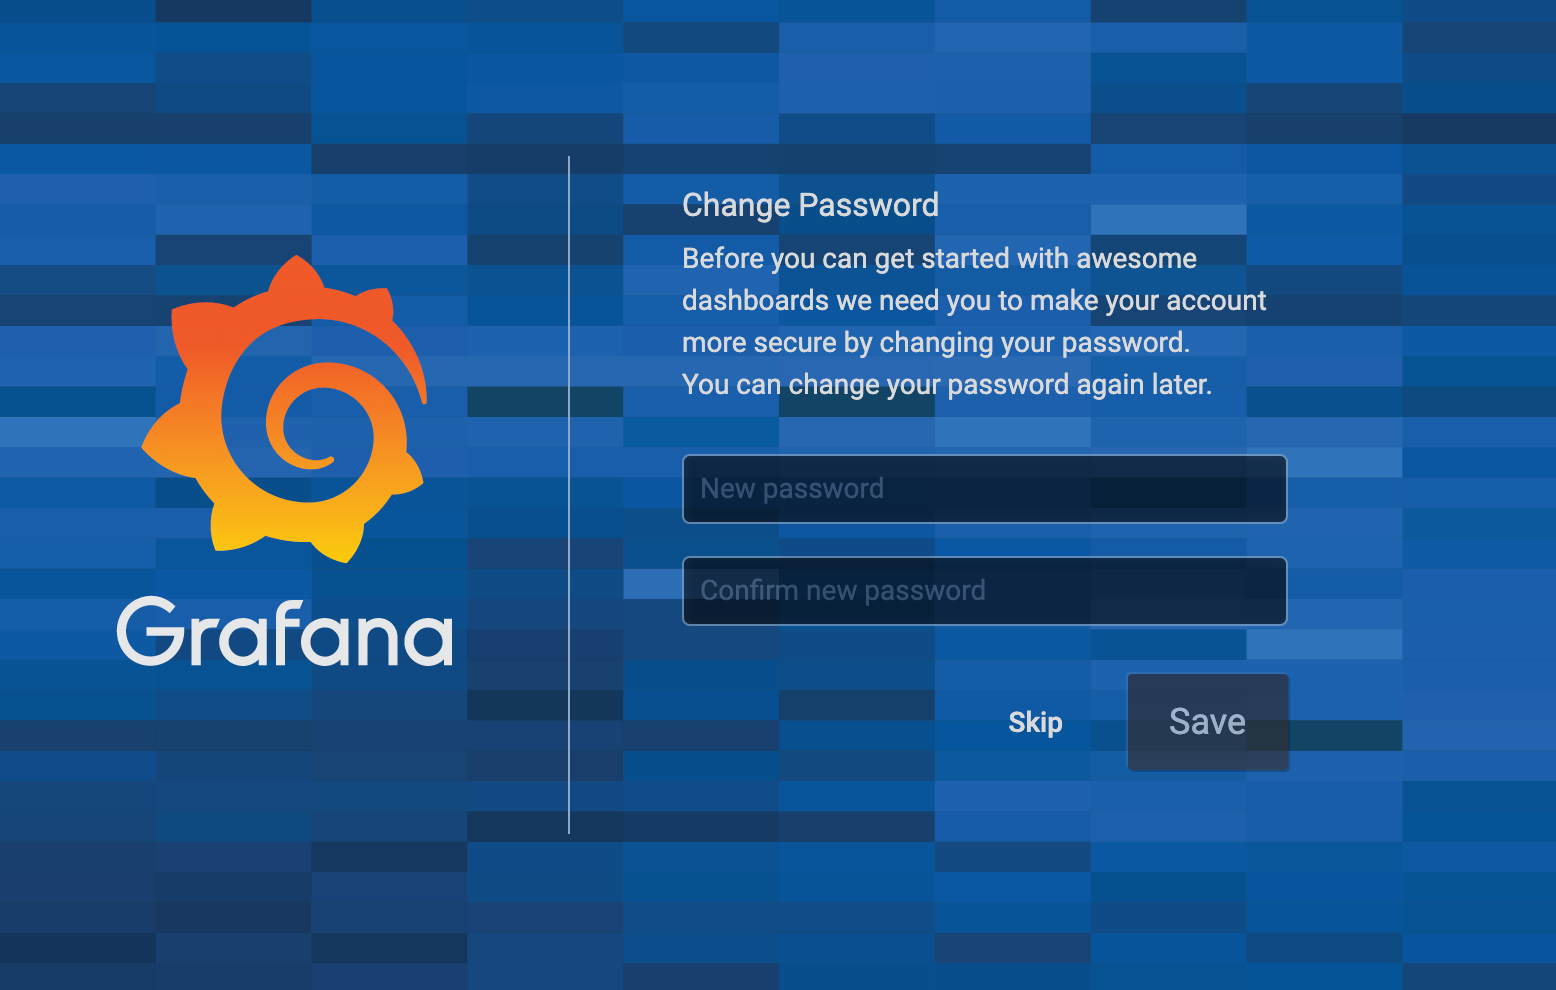 Grafana
Change Password
Before you can get started with awesome
dashboards we need you to make your account
more secure by changing your password.
You can change your password again later.
New password
Confirm new password
Skip
Save